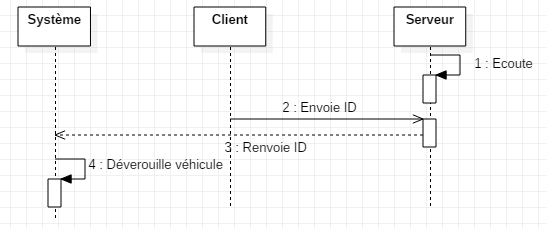 Système
Client
Serveur
1 : Ecoute
2 : Envoie ID
3 : Renvoie ID
4 : Déverouille véhicule